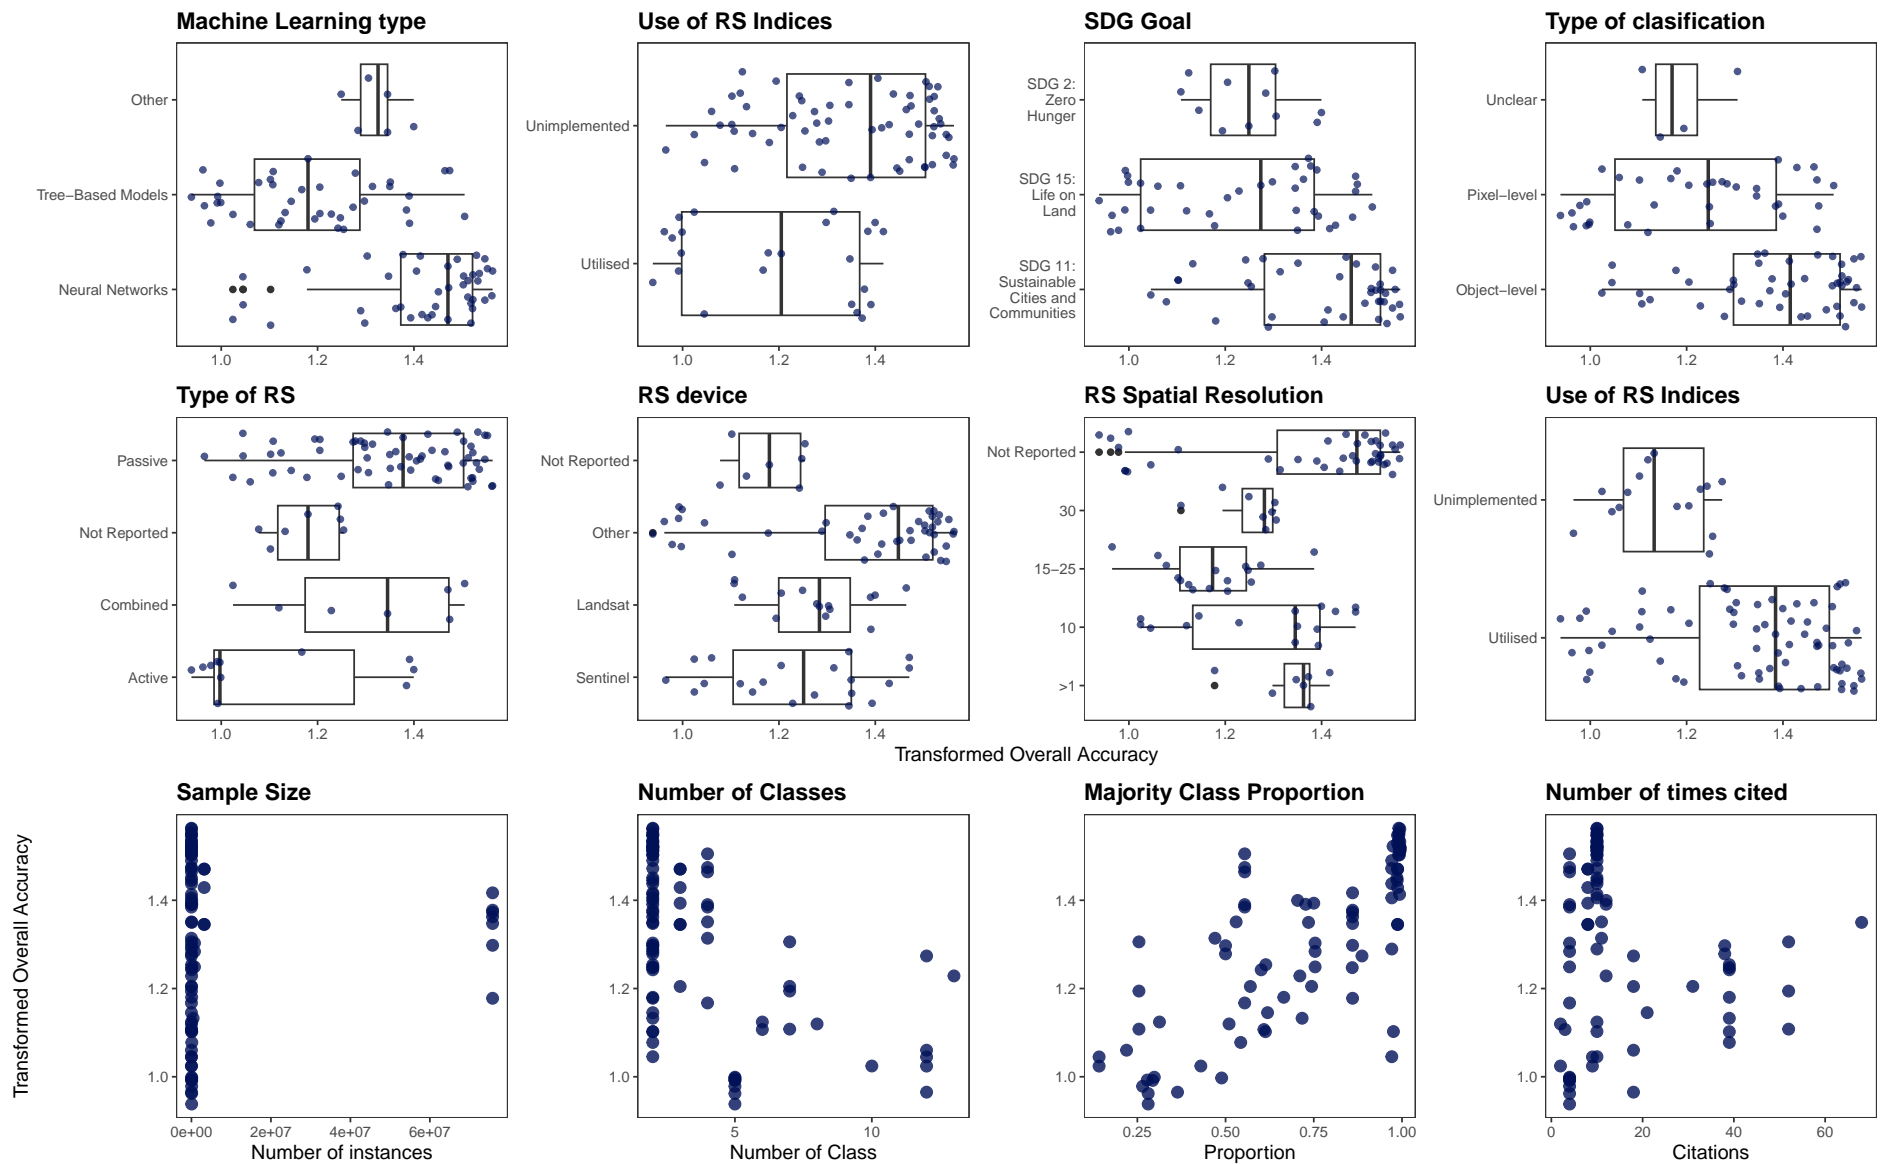 Machine Learning type
Use of RS Indices
SDG Goal
Type of clasification
Other
Tree−Based Models
Neural Networks
1.0
1.2
1.4
Unimplemented
Utilised
1.0
1.2
1.4
SDG 2:
Zero
Hunger
SDG 15:
Life on
Land
SDG 11:
Sustainable
Cities and
Communities
1.0
1.2
1.4
Unclear
Pixel−level
Object−level
1.0
1.2
1.4
Type of RS
RS device
RS Spatial Resolution
Use of RS Indices
Passive
Not Reported
Combined
Active
1.0
1.2
1.4
Not Reported
Other
Landsat
Sentinel
1.0
1.2
1.4
Not Reported
30
15−25
10
>1
1.0
1.2
1.4
Unimplemented
Utilised
1.0
1.2
1.4
Transformed Overall Accuracy
Sample Size
Number of Classes
Majority Class Proportion
Number of times cited
Transformed Overall Accuracy
1.4
1.2
1.0
0e+00
2e+07
4e+07
6e+07
Number of instances
1.4
1.2
1.0
5
10
Number of Class
1.4
1.2
1.0
0.25
0.50
0.75
1.00
Proportion
1.4
1.2
1.0
0
20
40
60
Citations